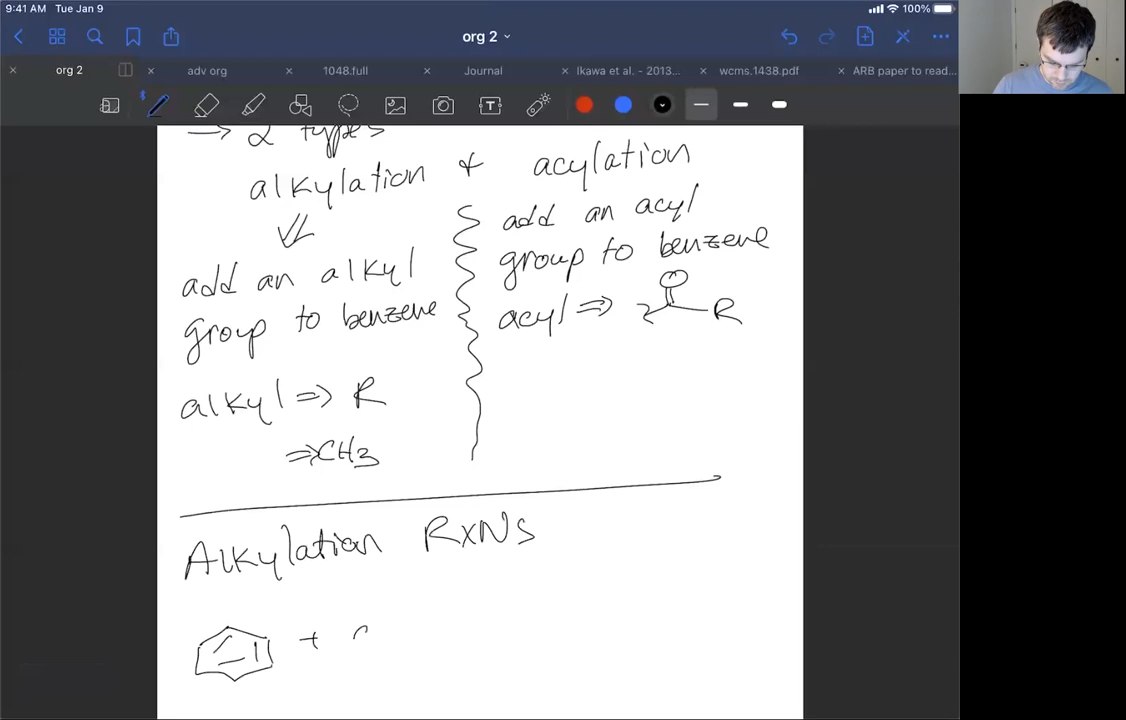 9:41 AM Tue Jan 9
100%
org 2
org 2
adv org
1048.full
Journal
Ikawa et al. - 2013...
wcms.1438.pdf
ARB paper to read...
→ 2 types
alkylation & acylation
add an alkyl
group to benzene
alkyl ⇒ R
⇒ CH3
add an acyl
group to benzene
acyl ⇒
O
R
Alkylation RxNs
+